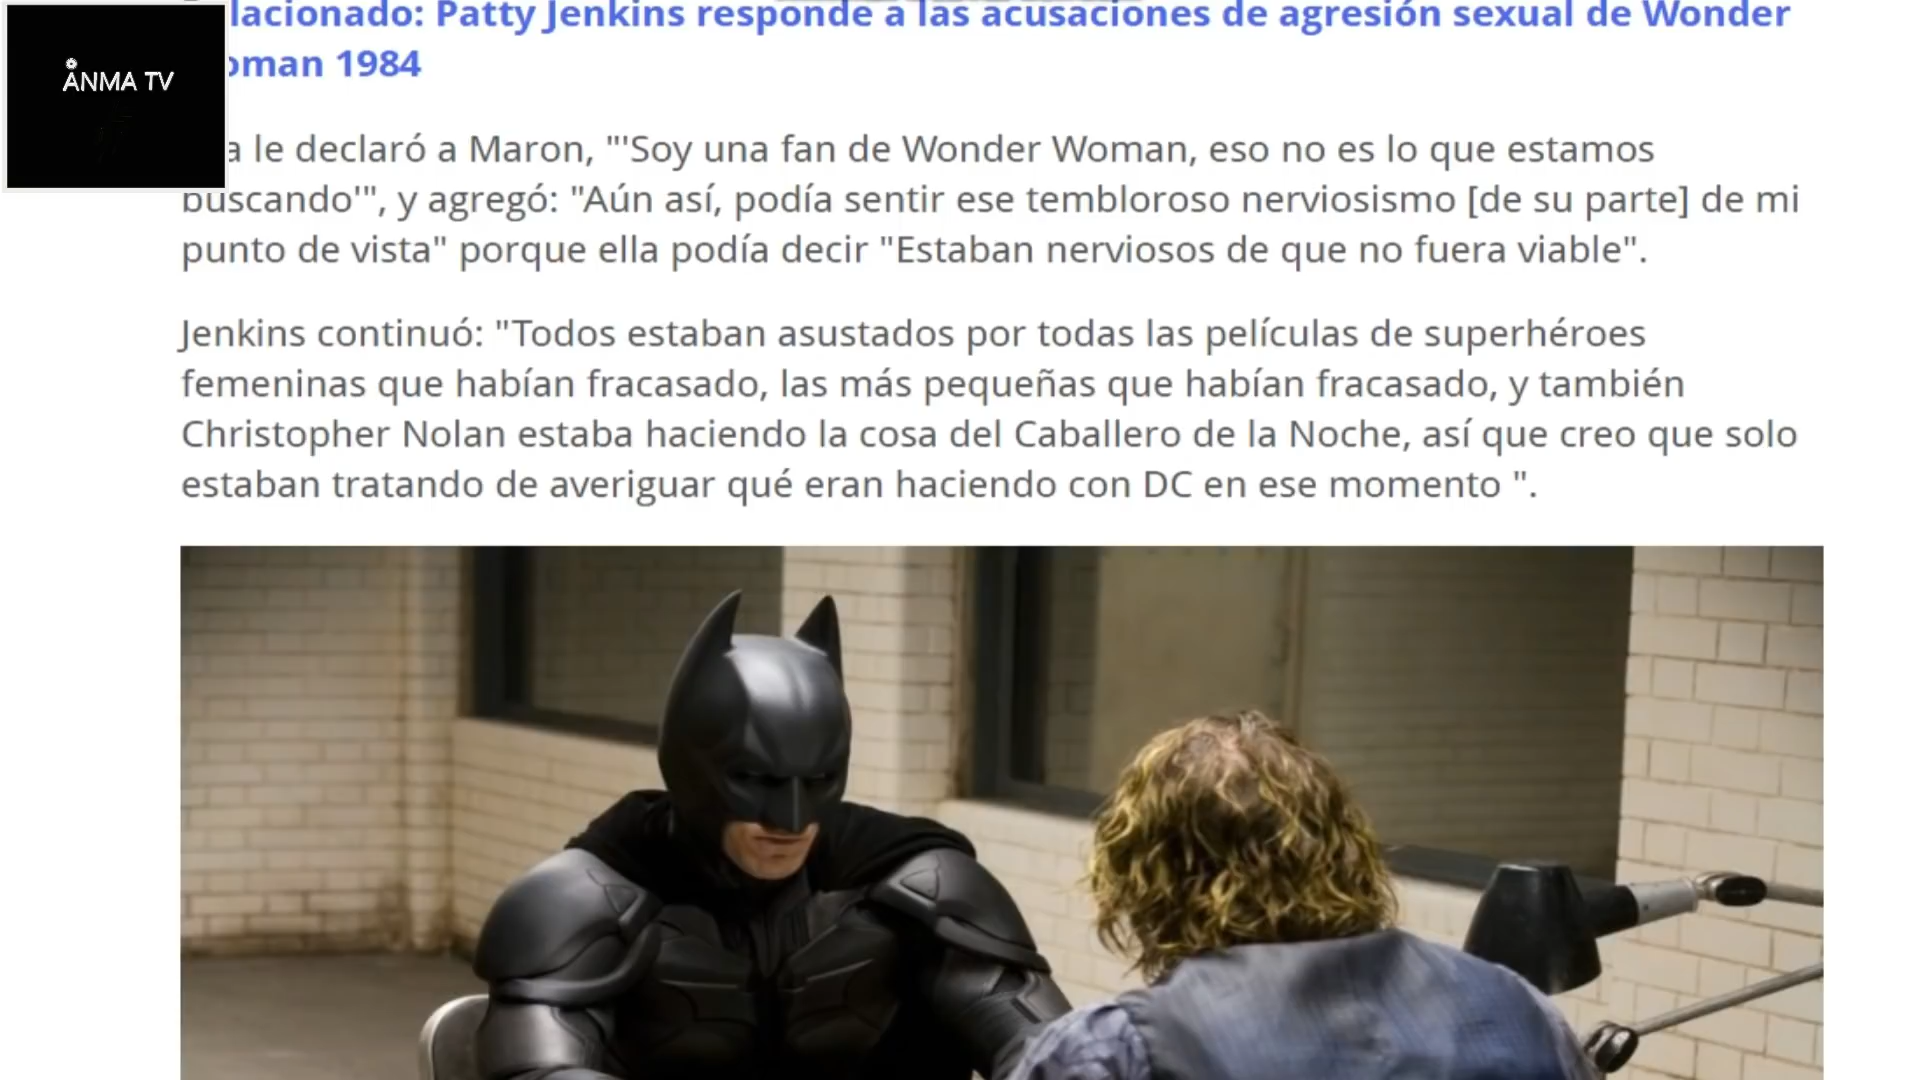 ANMA TV
lacionado: Patty Jenkins responde a las acusaciones de agresión sexual de Wonder
oman 1984
a le declaró a Maron, "'Soy una fan de Wonder Woman, eso no es lo que estamos
buscando'", y agregó: "Aún así, podía sentir ese tembloroso nerviosismo [de su parte] de mi
punto de vista" porque ella podía decir "Estaban nerviosos de que no fuera viable".
Jenkins continuó: "Todos estaban asustados por todas las películas de superhéroes
femeninas que habían fracasado, las más pequeñas que habían fracasado, y también
Christopher Nolan estaba haciendo la cosa del Caballero de la Noche, así que creo que solo
estaban tratando de averiguar qué eran haciendo con DC en ese momento ".